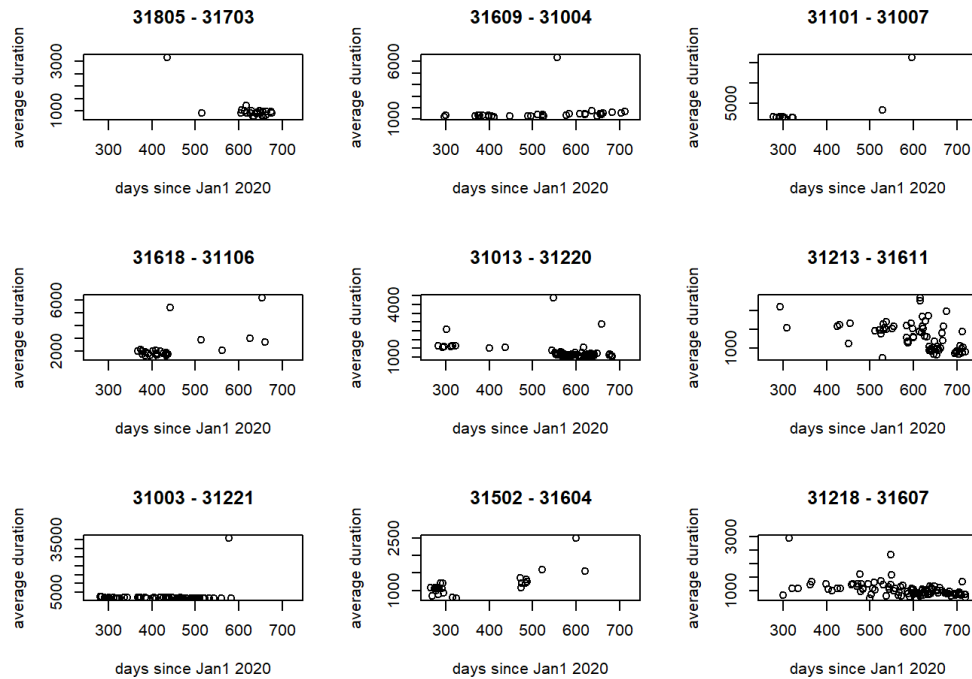 31805 - 31703
average duration
1000 3000
300 400 500 600 700
days since Jan1 2020
31609 - 31004
average duration
1000 6000
300 400 500 600 700
days since Jan1 2020
31101 - 31007
average duration
5000
300 400 500 600 700
days since Jan1 2020
31618 - 31106
average duration
2000 6000
300 400 500 600 700
days since Jan1 2020
31013 - 31220
average duration
1000 4000
300 400 500 600 700
days since Jan1 2020
31213 - 31611
average duration
1000
300 400 500 600 700
days since Jan1 2020
31003 - 31221
average duration
5000 35000
300 400 500 600 700
days since Jan1 2020
31502 - 31604
average duration
1000 2500
300 400 500 600 700
days since Jan1 2020
31218 - 31607
average duration
1000 3000
300 400 500 600 700
days since Jan1 2020